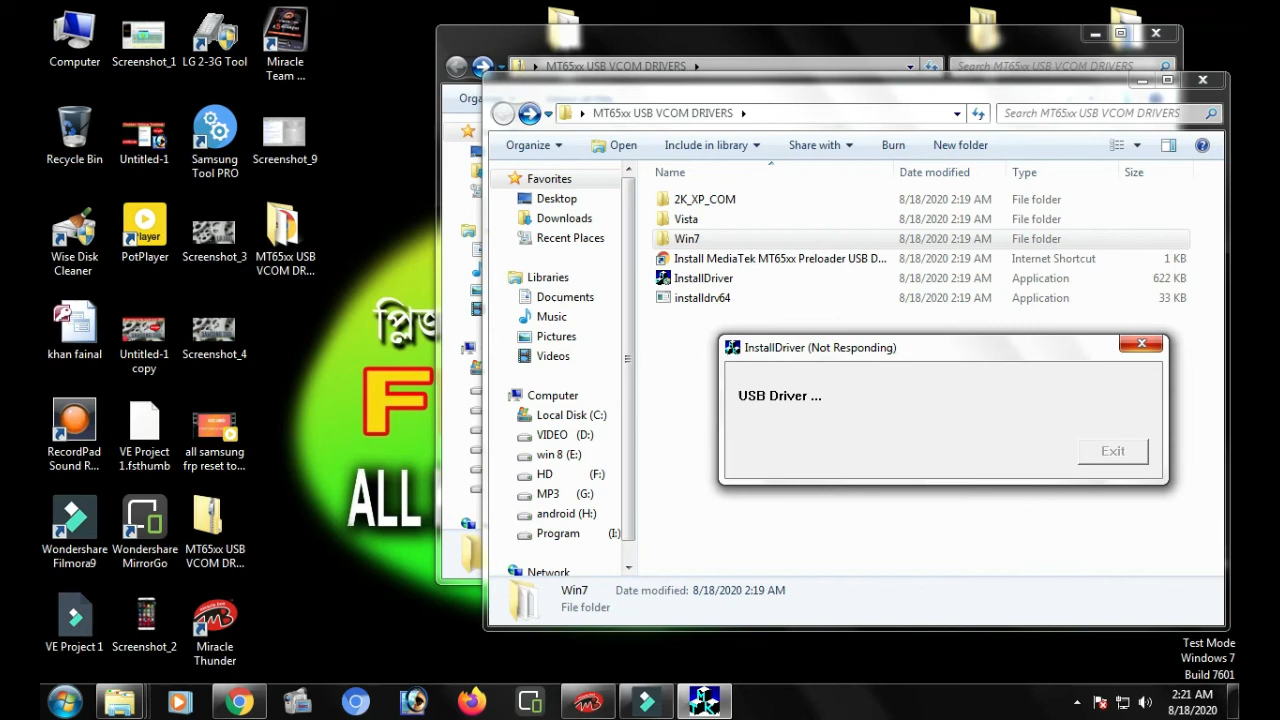 Computer
Screenshot_1
LG 2-3G Tool
Miracle
Team ...
Recycle Bin
Untitled-1
Samsung
Tool PRO
Screenshot_9
Wise Disk
Cleaner
Player
PotPlayer
Screenshot_3
MT65xx USB
VCOM DR...
khan fainal
Untitled-1
copy
Screenshot_4
RecordPad
Sound R...
VE Project
1.fsthumb
all samsung
frp reset to...
Wondershare
Filmora9
Wondershare
MirrorGo
MT65xx USB
VCOM DR...
VE Project 1
Screenshot_2
Miracle
Thunder
F
ALL
MT65xx USB VCOM DRIVERS
Search MT65xx USB VCOM DRIVERS
Orga
MT65xx USB VCOM DRIVERS
Search MT65xx USB VCOM DRIVERS
Organize
Open
Include in library
Share with
Burn
New folder
Favorites
Desktop
Downloads
Recent Places
Libraries
Documents
Music
Pictures
Videos
Computer
Local Disk (C:)
VIDEO (D:)
win 8 (E:)
HD (F:)
MP3 (G:)
android (H:)
Program (I:)
Network
Name Date modified Type Size
2K_XP_COM 8/18/2020 2:19 AM File folder
Vista 8/18/2020 2:19 AM File folder
Win7 8/18/2020 2:19 AM File folder
Install MediaTek MT65xx Preloader USB D... 8/18/2020 2:19 AM Internet Shortcut 1 KB
InstallDriver 8/18/2020 2:19 AM Application 622 KB
installdrv64 8/18/2020 2:19 AM Application 33 KB
InstallDriver (Not Responding)
USB Driver ...
Exit
Win7 Date modified: 8/18/2020 2:19 AM
File folder
Test Mode
Windows 7
Build 7601
2:21 AM
8/18/2020